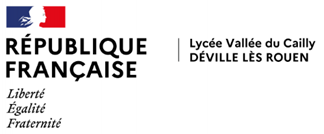 RÉPUBLIQUE
FRANÇAISE
Liberté
Égalité
Fraternité
Lycée Vallée du Cailly
DÉVILLE LÈS ROUEN